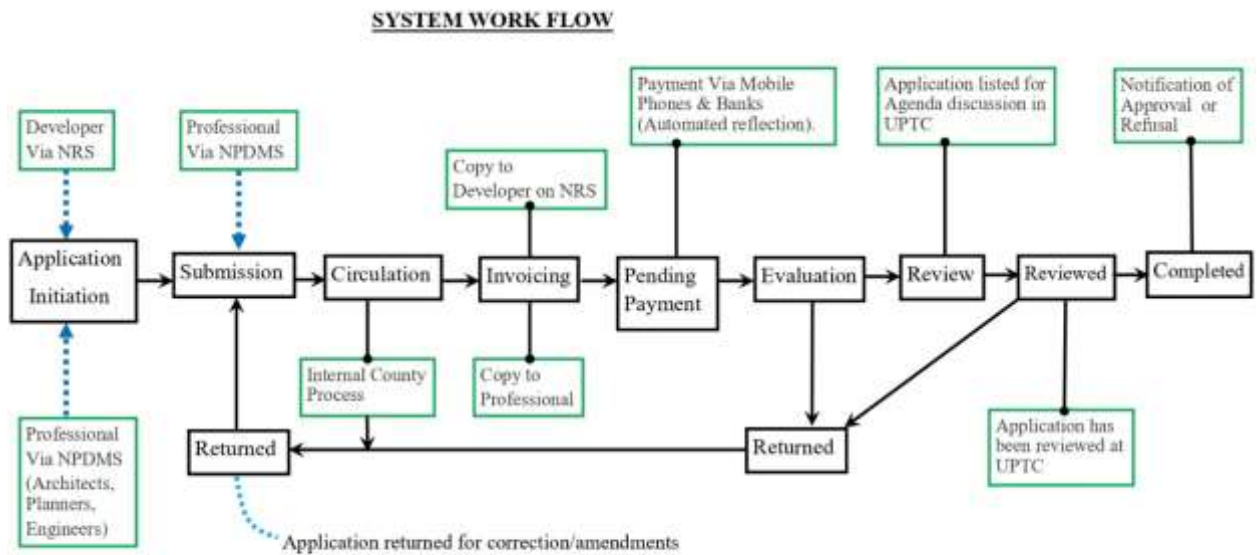 SYSTEM WORK FLOW
Developer
Via NRS
Professional
Via NPDMS
Copy to
Developer on NRS
Payment Via Mobile
Phones & Banks
(Automated reflection).
Application listed for
Agenda discussion in
UPTC
Notification of
Approval or
Refusal
Application
Initiation
Submission
Circulation
Invoicing
Pending
Payment
Evaluation
Review
Reviewed
Completed
Internal County
Process
Copy to
Professional
Professional
Via NPDMS
(Architects,
Planners,
Engineers)
Returned
Returned
Application has
been reviewed at
UPTC
Application returned for correction/amendments